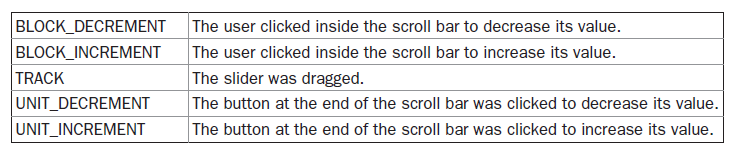 BLOCK_DECREMENT The user clicked inside the scroll bar to decrease its value.
BLOCK_INCREMENT The user clicked inside the scroll bar to increase its value.
TRACK The slider was dragged.
UNIT_DECREMENT The button at the end of the scroll bar was clicked to decrease its value.
UNIT_INCREMENT The button at the end of the scroll bar was clicked to increase its value.